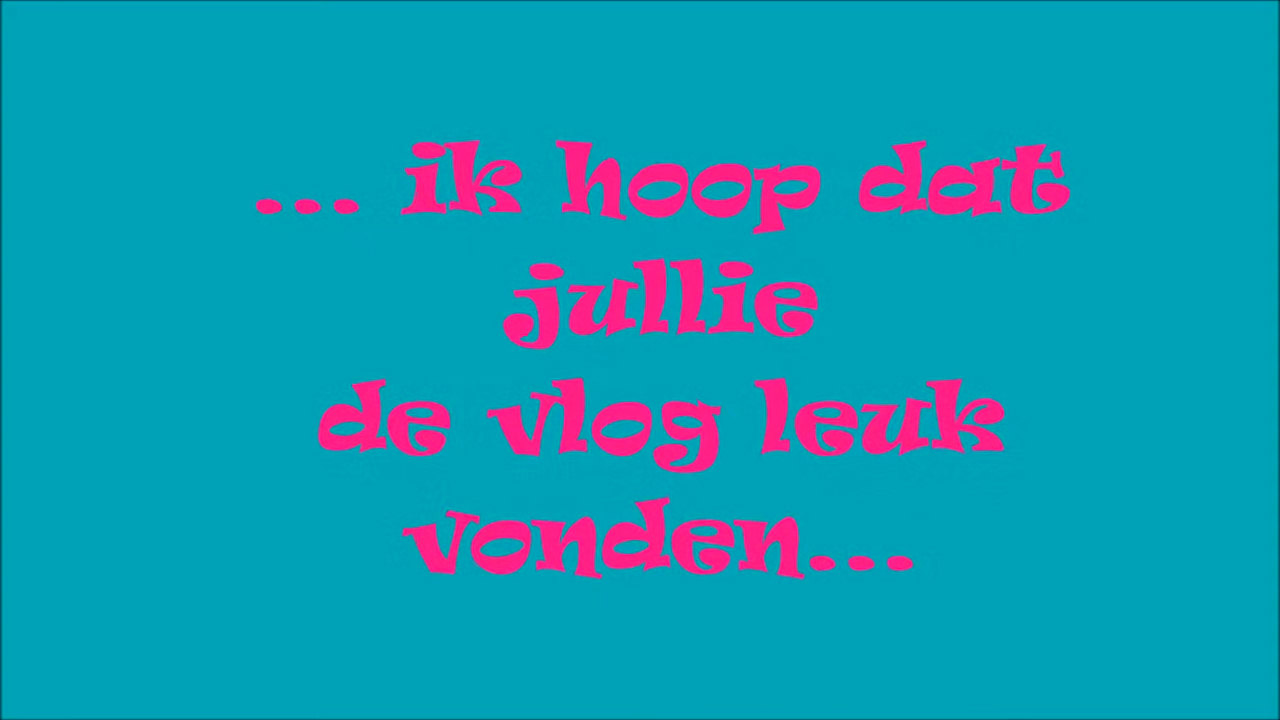 ... ik hoop dat
jullie
de vlog leuk
vonden...